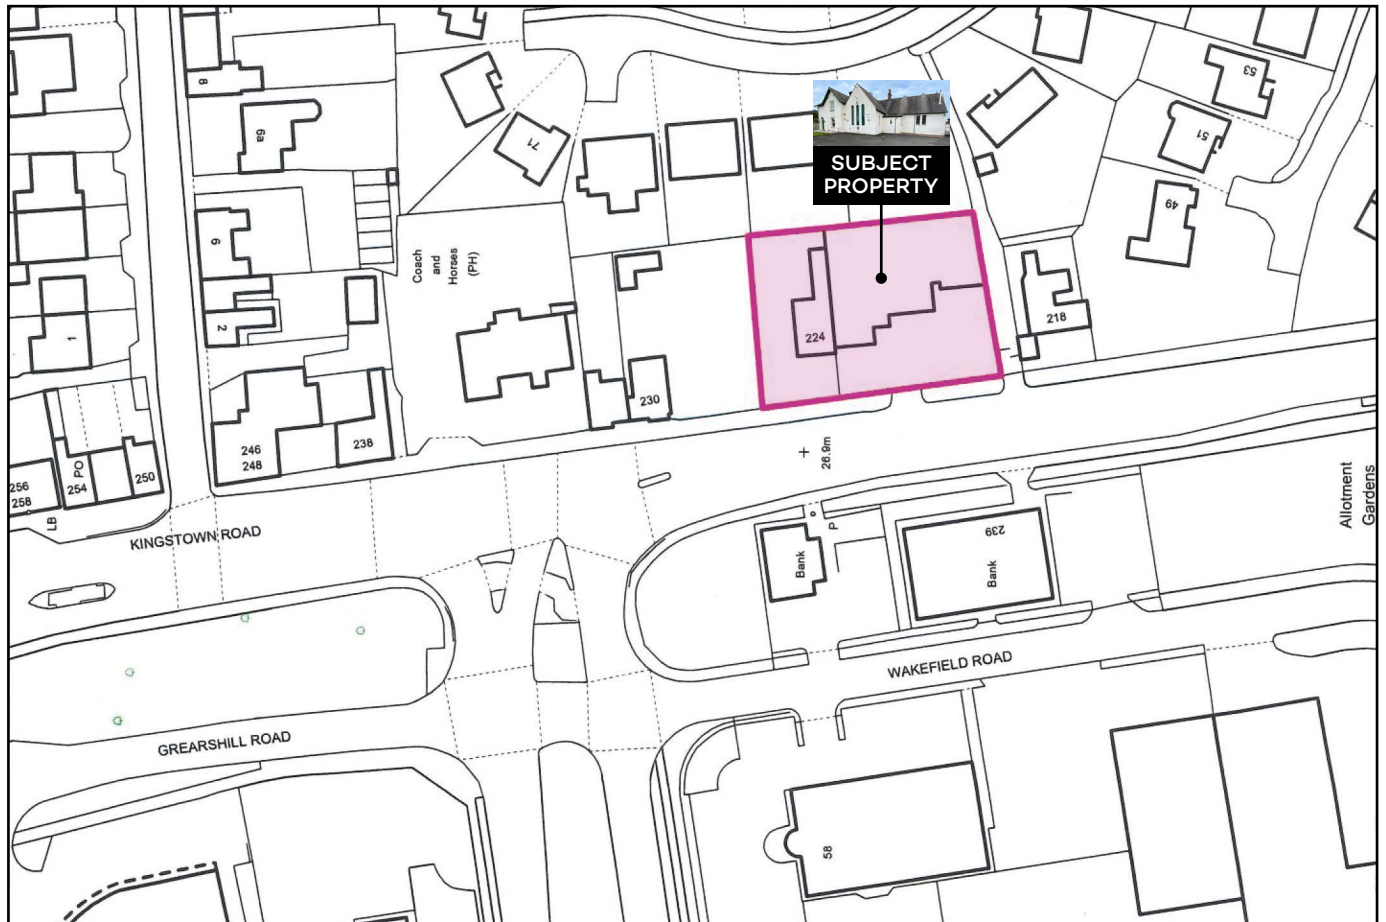 8
6a
71
53
51
49
SUBJECT
PROPERTY
6
Coach
and
Horses
(PH)
2
1
224
218
230
246
248
238
256
258
PO
254
250
LB
26.9m
KINGSTOWN ROAD
Bank
P
239
Bank
Allotment
Gardens
WAKEFIELD ROAD
GREARSHILL ROAD
58